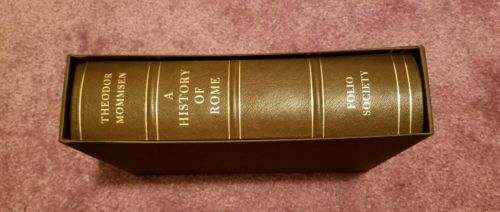 THEODOR
MOMMSEN
A
HISTORY
OF
ROME
FOLIO
SOCIETY